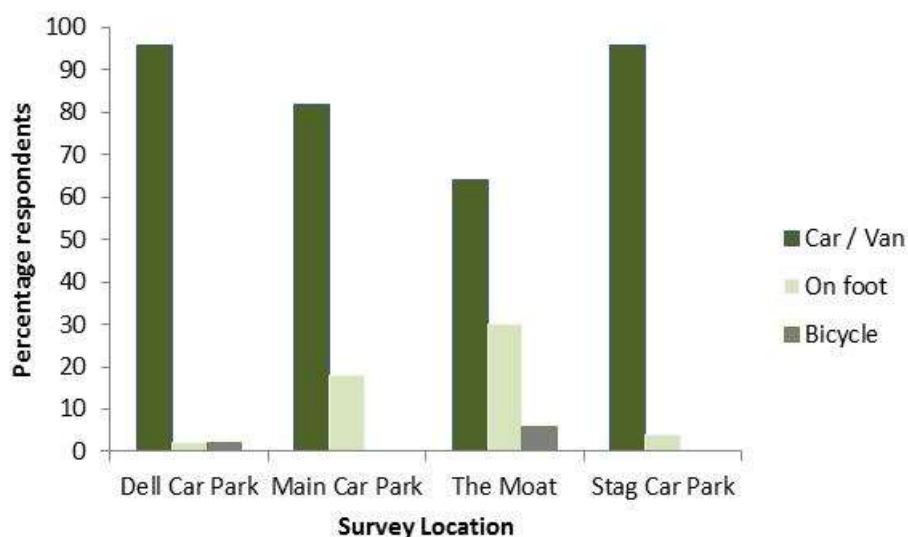 100
90
80
70
60
50
40
30
20
10
0
Percentage respondents
Dell Car Park Main Car Park The Moat Stag Car Park
Survey Location
Car / Van
On foot
Bicycle